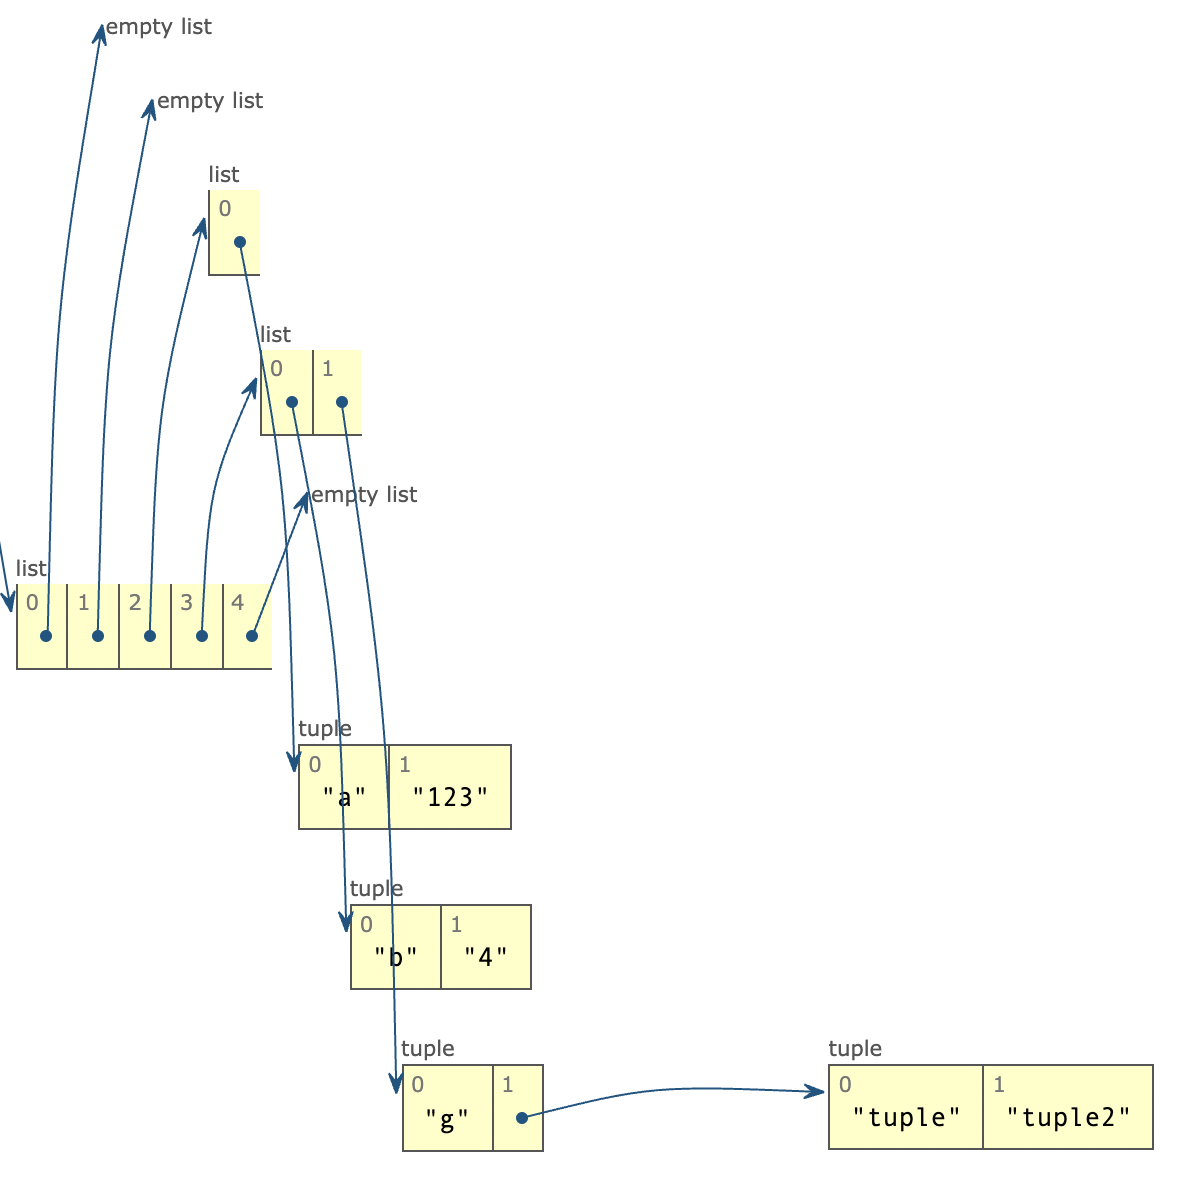 empty list
empty list
list
0
list
0 1
empty list
list
0 1 2 3 4
tuple
0 1
"a" "123"
tuple
0 1
"b" "4"
tuple tuple
0 1 0 1
"g" "tuple" "tuple2"